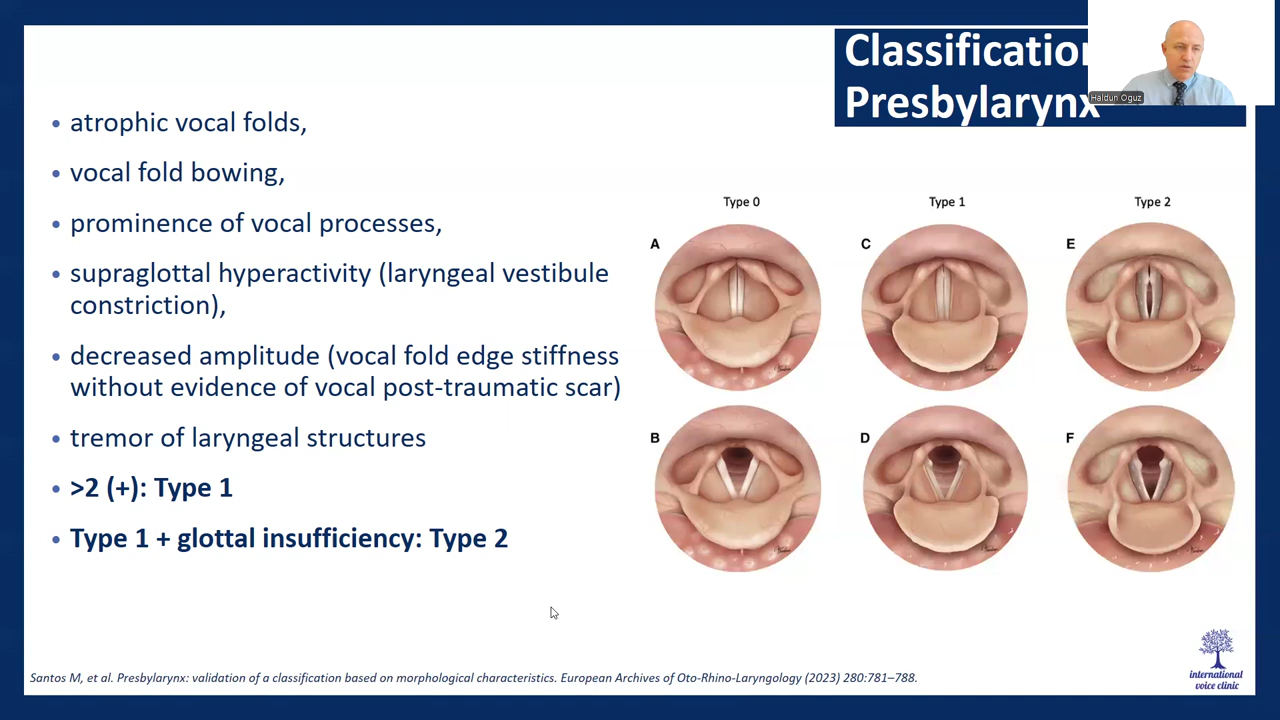 Classification
Presbylarynx
Haldun Oguz
• atrophic vocal folds,
• vocal fold bowing,
• prominence of vocal processes,
• supraglottal hyperactivity (laryngeal vestibule
constriction),
• decreased amplitude (vocal fold edge stiffness
without evidence of vocal post-traumatic scar)
• tremor of laryngeal structures
• >2 (+): Type 1
• Type 1 + glottal insufficiency: Type 2
Type 0
Type 1
Type 2
A
C
E
B
D
F
international
voice clinic
Santos M, et al. Presbylarynx: validation of a classification based on morphological characteristics. European Archives of Oto-Rhino-Laryngology (2023) 280:781–788.